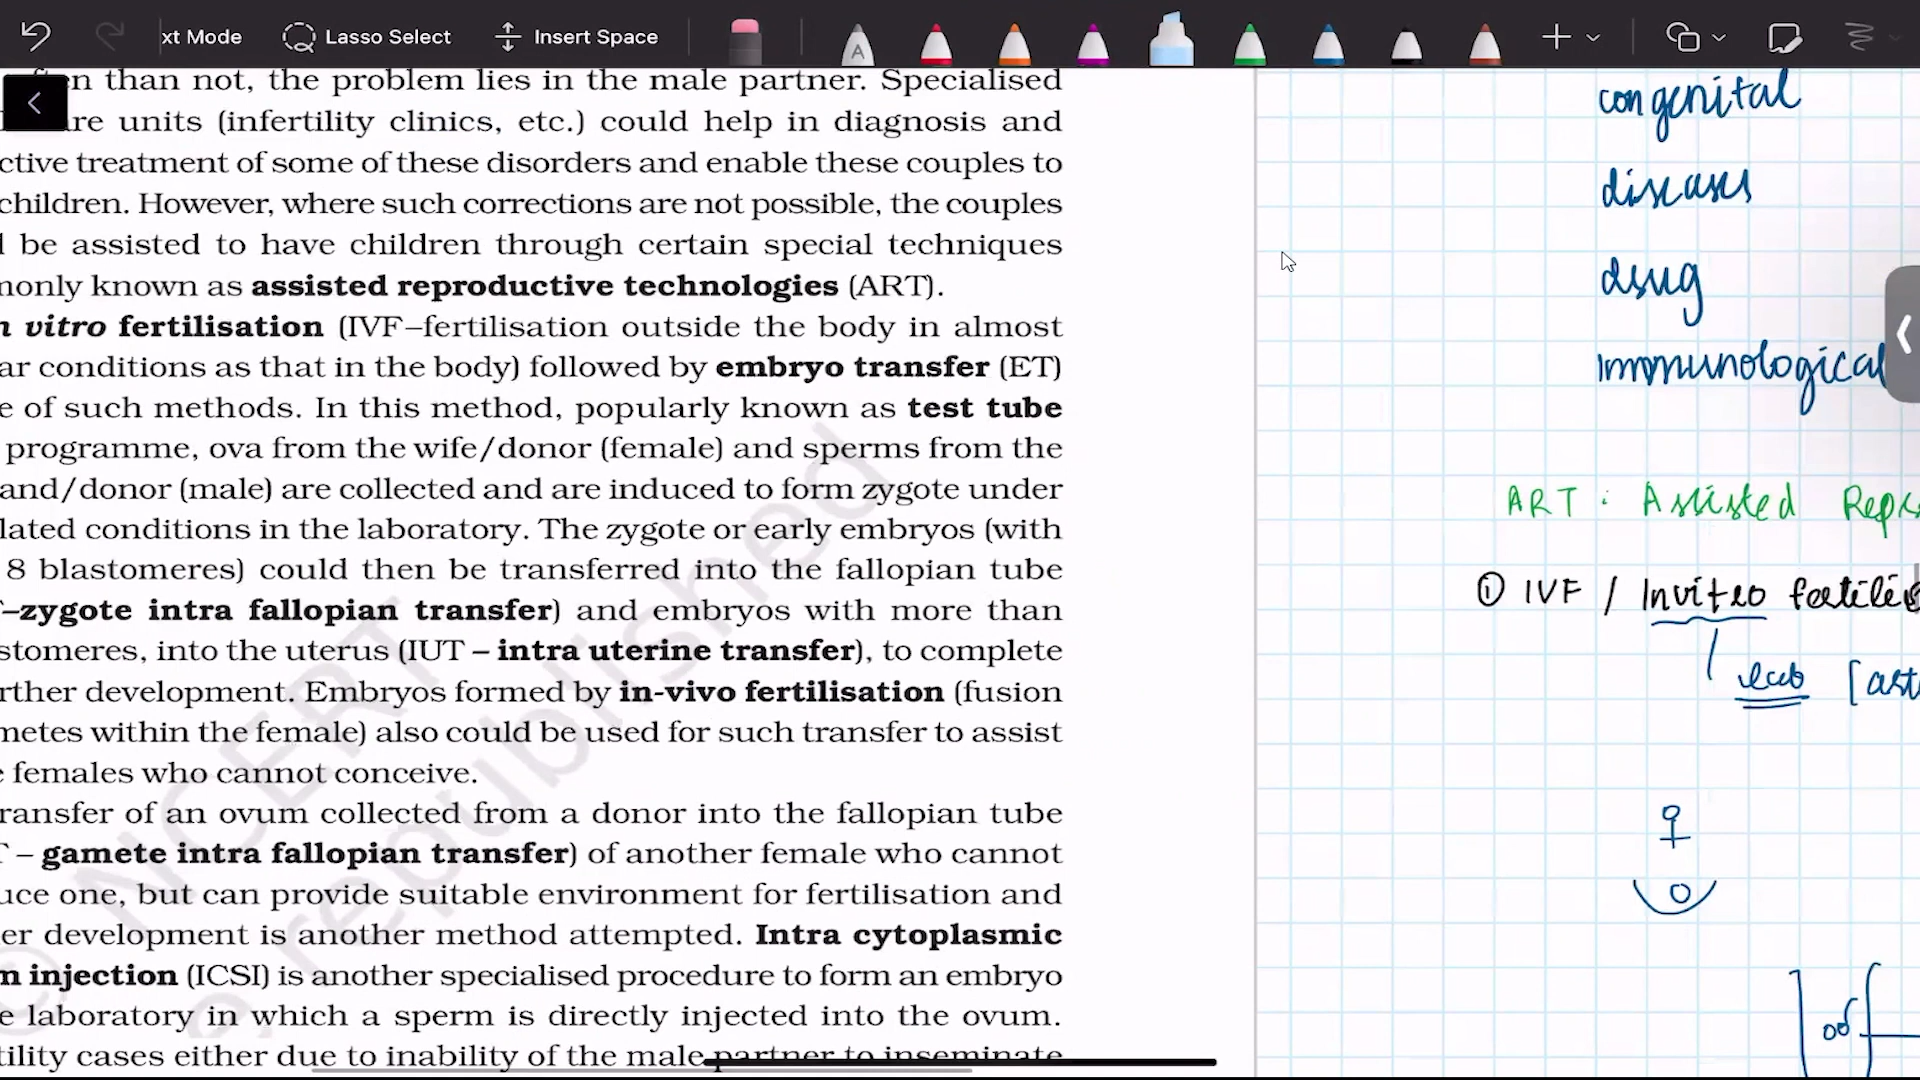 xt Mode Lasso Select Insert Space
A
en than not, the problem lies in the male partner. Specialised
re units (infertility clinics, etc.) could help in diagnosis and
ctive treatment of some of these disorders and enable these couples to
children. However, where such corrections are not possible, the couples
l be assisted to have children through certain special techniques
monly known as assisted reproductive technologies (ART).
n vitro fertilisation (IVF–fertilisation outside the body in almost
ar conditions as that in the body) followed by embryo transfer (ET)
e of such methods. In this method, popularly known as test tube
programme, ova from the wife/donor (female) and sperms from the
and/donor (male) are collected and are induced to form zygote under
lated conditions in the laboratory. The zygote or early embryos (with
8 blastomeres) could then be transferred into the fallopian tube
–zygote intra fallopian transfer) and embryos with more than
stomeres, into the uterus (IUT – intra uterine transfer), to complete
rther development. Embryos formed by in-vivo fertilisation (fusion
metes within the female) also could be used for such transfer to assist
e females who cannot conceive.
ransfer of an ovum collected from a donor into the fallopian tube
T – gamete intra fallopian transfer) of another female who cannot
uce one, but can provide suitable environment for fertilisation and
er development is another method attempted. Intra cytoplasmic
m injection (ICSI) is another specialised procedure to form an embryo
e laboratory in which a sperm is directly injected into the ovum.
tility cases either due to inability of the male partner to inseminate
© NCERT
republished
congenital
diseases
drug
immunological
ART : Assisted Repr
① IVF / Invitro fertilis
lab [art
♀